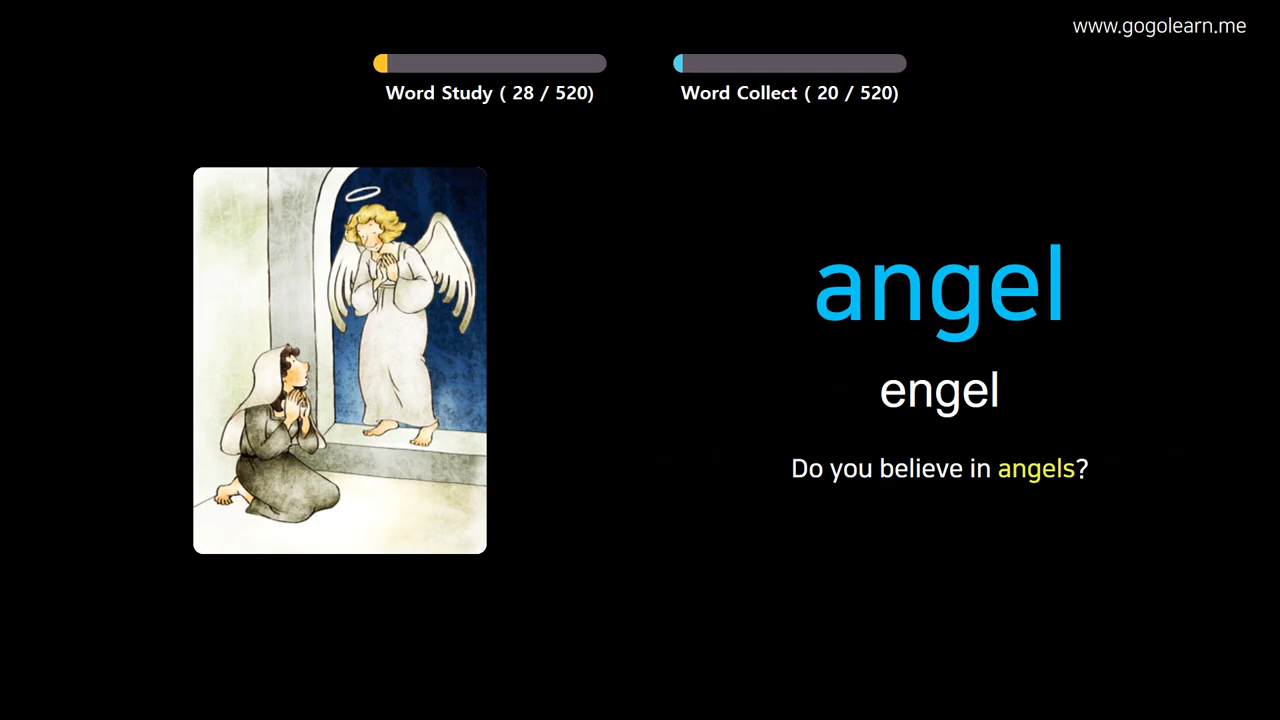 www.gogolearn.me
Word Study ( 28 / 520)
Word Collect ( 20 / 520)
angel
engel
Do you believe in angels?